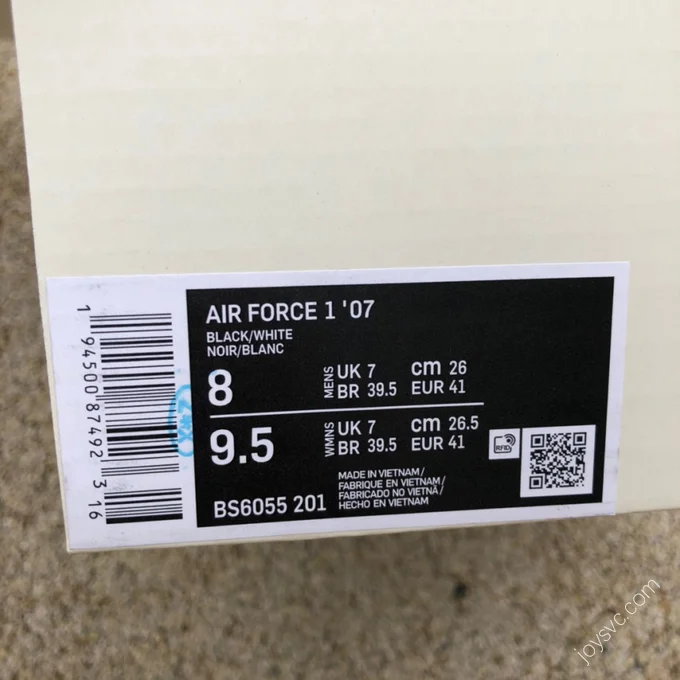 AIR FORCE 1 '07
BLACK/WHITE
NOIR/BLANC
8 MENS UK 7 cm 26
BR 39.5 EUR 41
9.5 WMNS UK 7 cm 26.5
BR 39.5 EUR 41
RFID
BS6055 201
MADE IN VIETNAM/
FABRIQUE EN VIETNAM/
FABRICADO NO VIETNÃ/
HECHO EN VIETNAM
1 94500 87492 3 16
joysvc.com